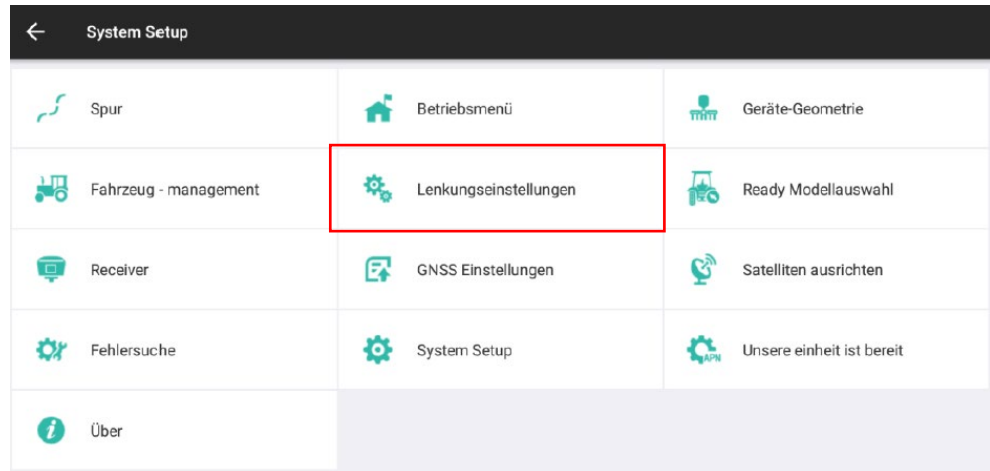 System Setup
Spur
Betriebsmenü
Geräte-Geometrie
Fahrzeug - management
Lenkungseinstellungen
Ready Modellauswahl
Receiver
GNSS Einstellungen
Satelliten ausrichten
Fehlersuche
System Setup
APN
Unsere einheit ist bereit
Über